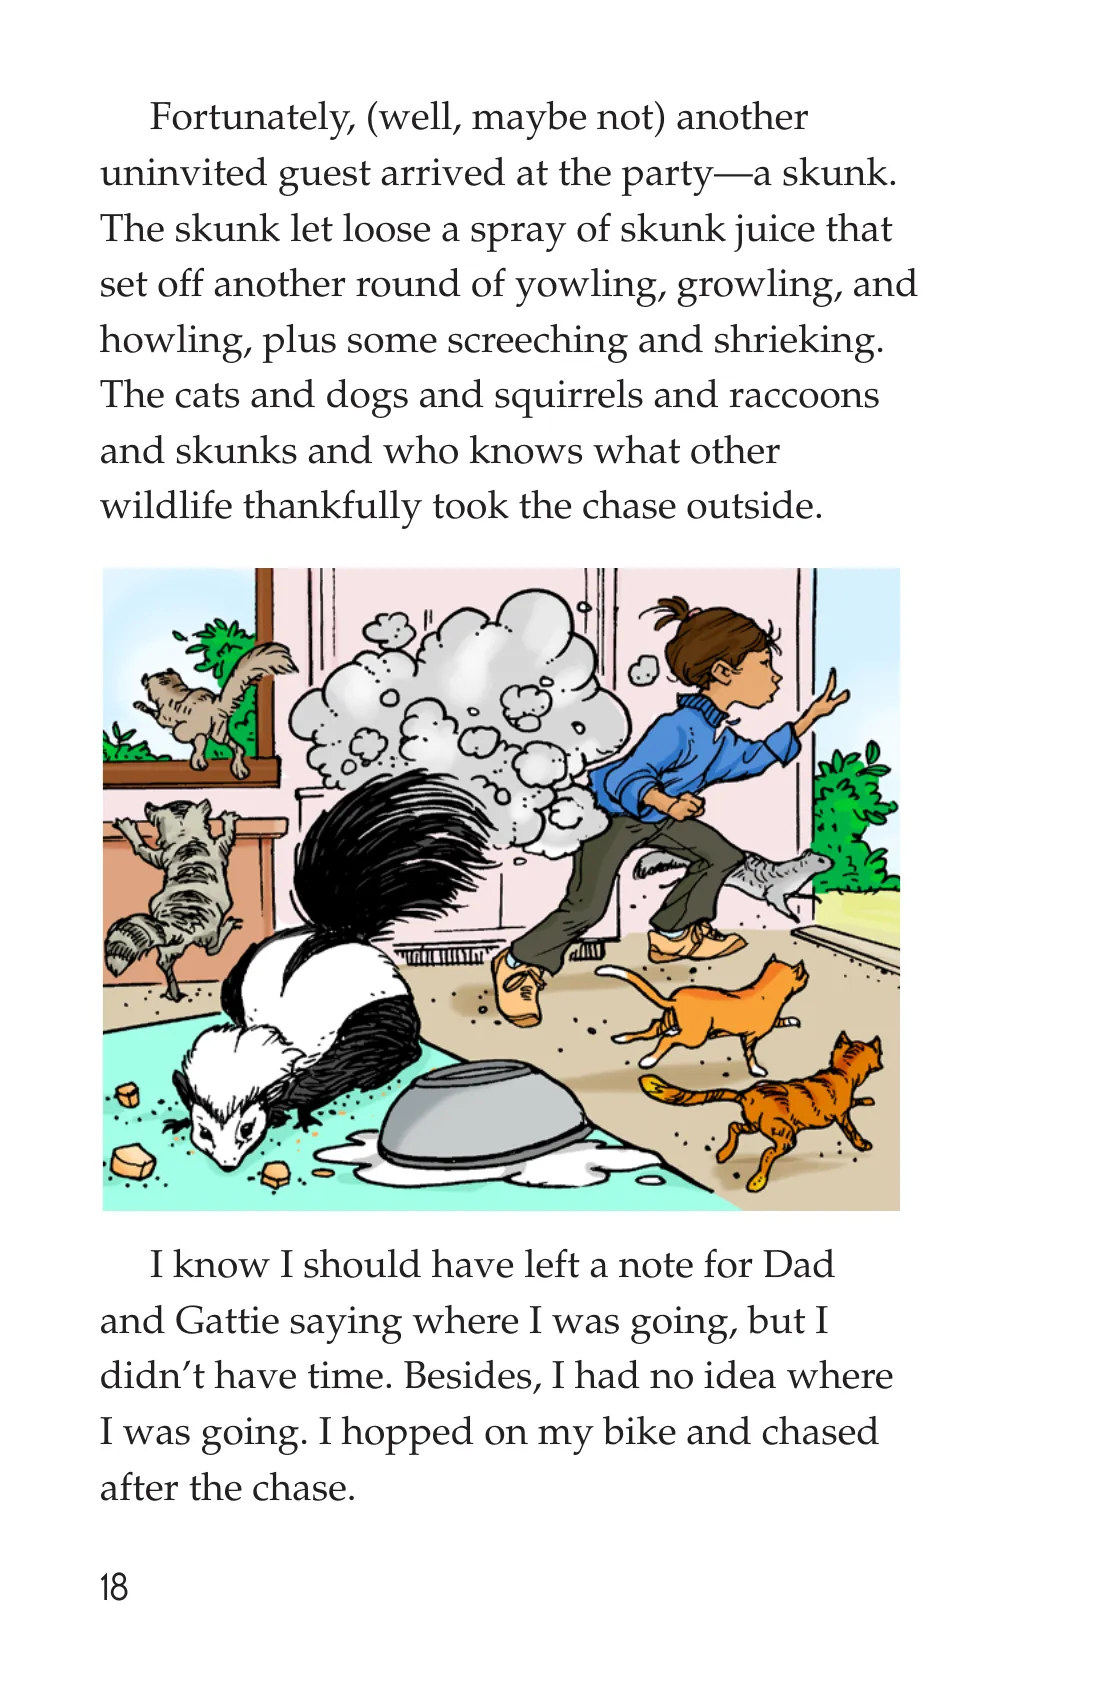 Fortunately, (well, maybe not) another
uninvited guest arrived at the party—a skunk.
The skunk let loose a spray of skunk juice that
set off another round of yowling, growling, and
howling, plus some screeching and shrieking.
The cats and dogs and squirrels and raccoons
and skunks and who knows what other
wildlife thankfully took the chase outside.
I know I should have left a note for Dad
and Gattie saying where I was going, but I
didn’t have time. Besides, I had no idea where
I was going. I hopped on my bike and chased
after the chase.
18